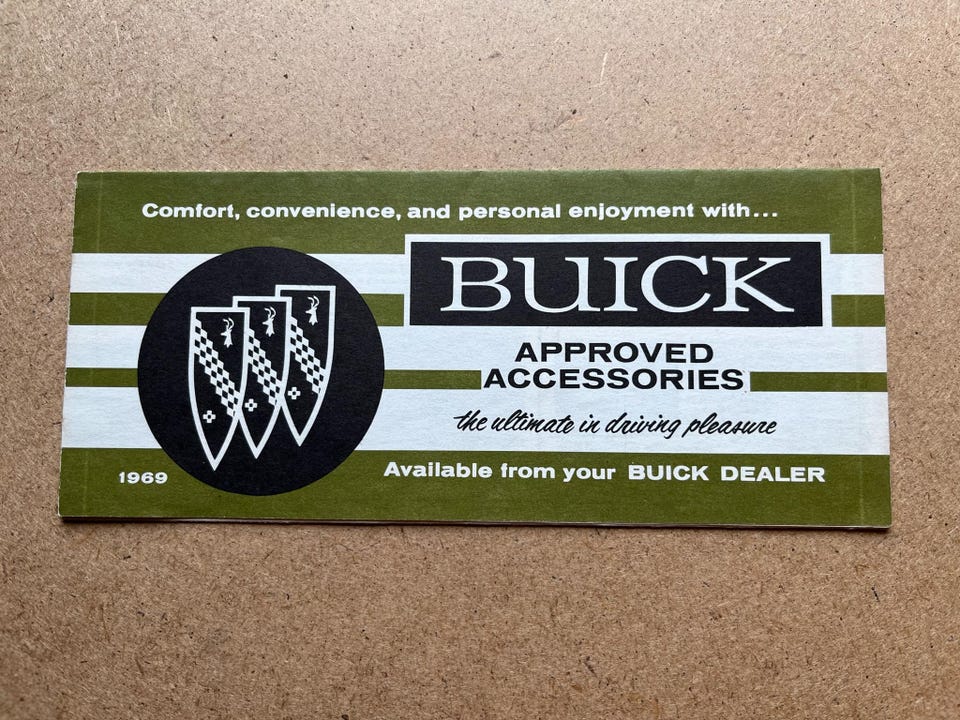 Comfort, convenience, and personal enjoyment with...
BUICK
APPROVED
ACCESSORIES
the ultimate in driving pleasure
1969
Available from your BUICK DEALER